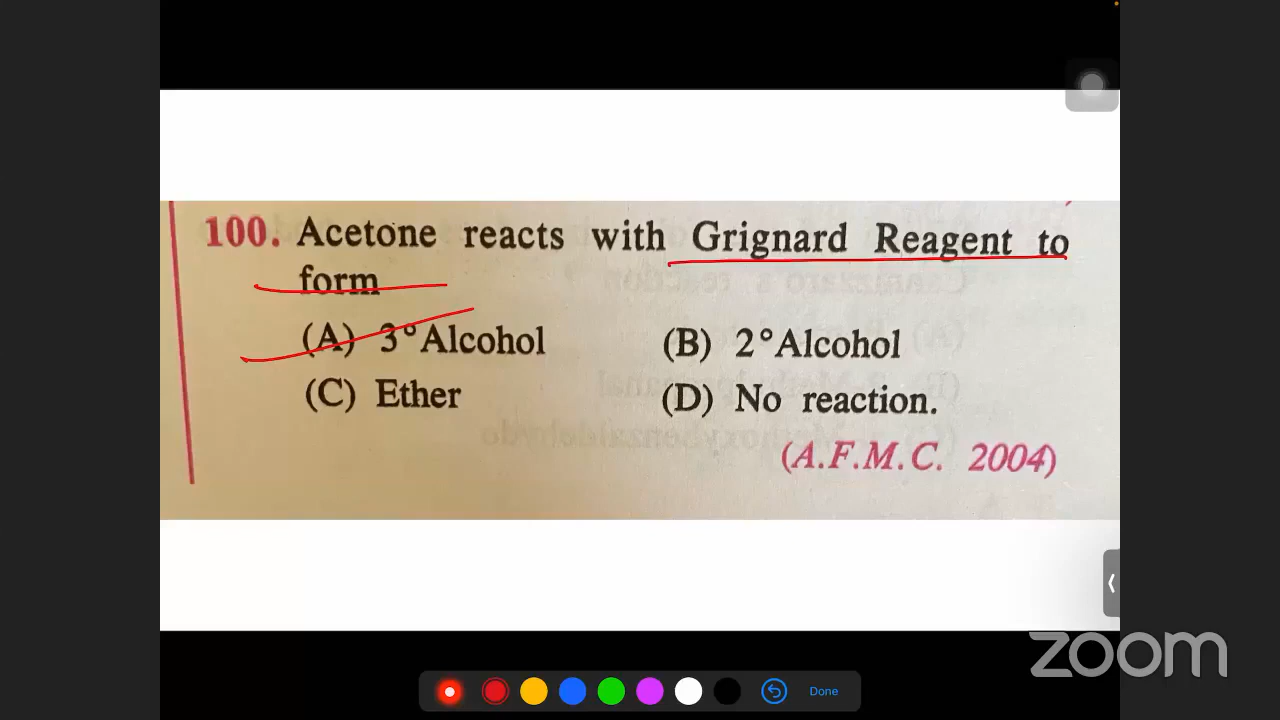 100. Acetone reacts with Grignard Reagent to
form
(A) 3° Alcohol (B) 2° Alcohol
(C) Ether (D) No reaction.
(A.F.M.C. 2004)
zoom
Done